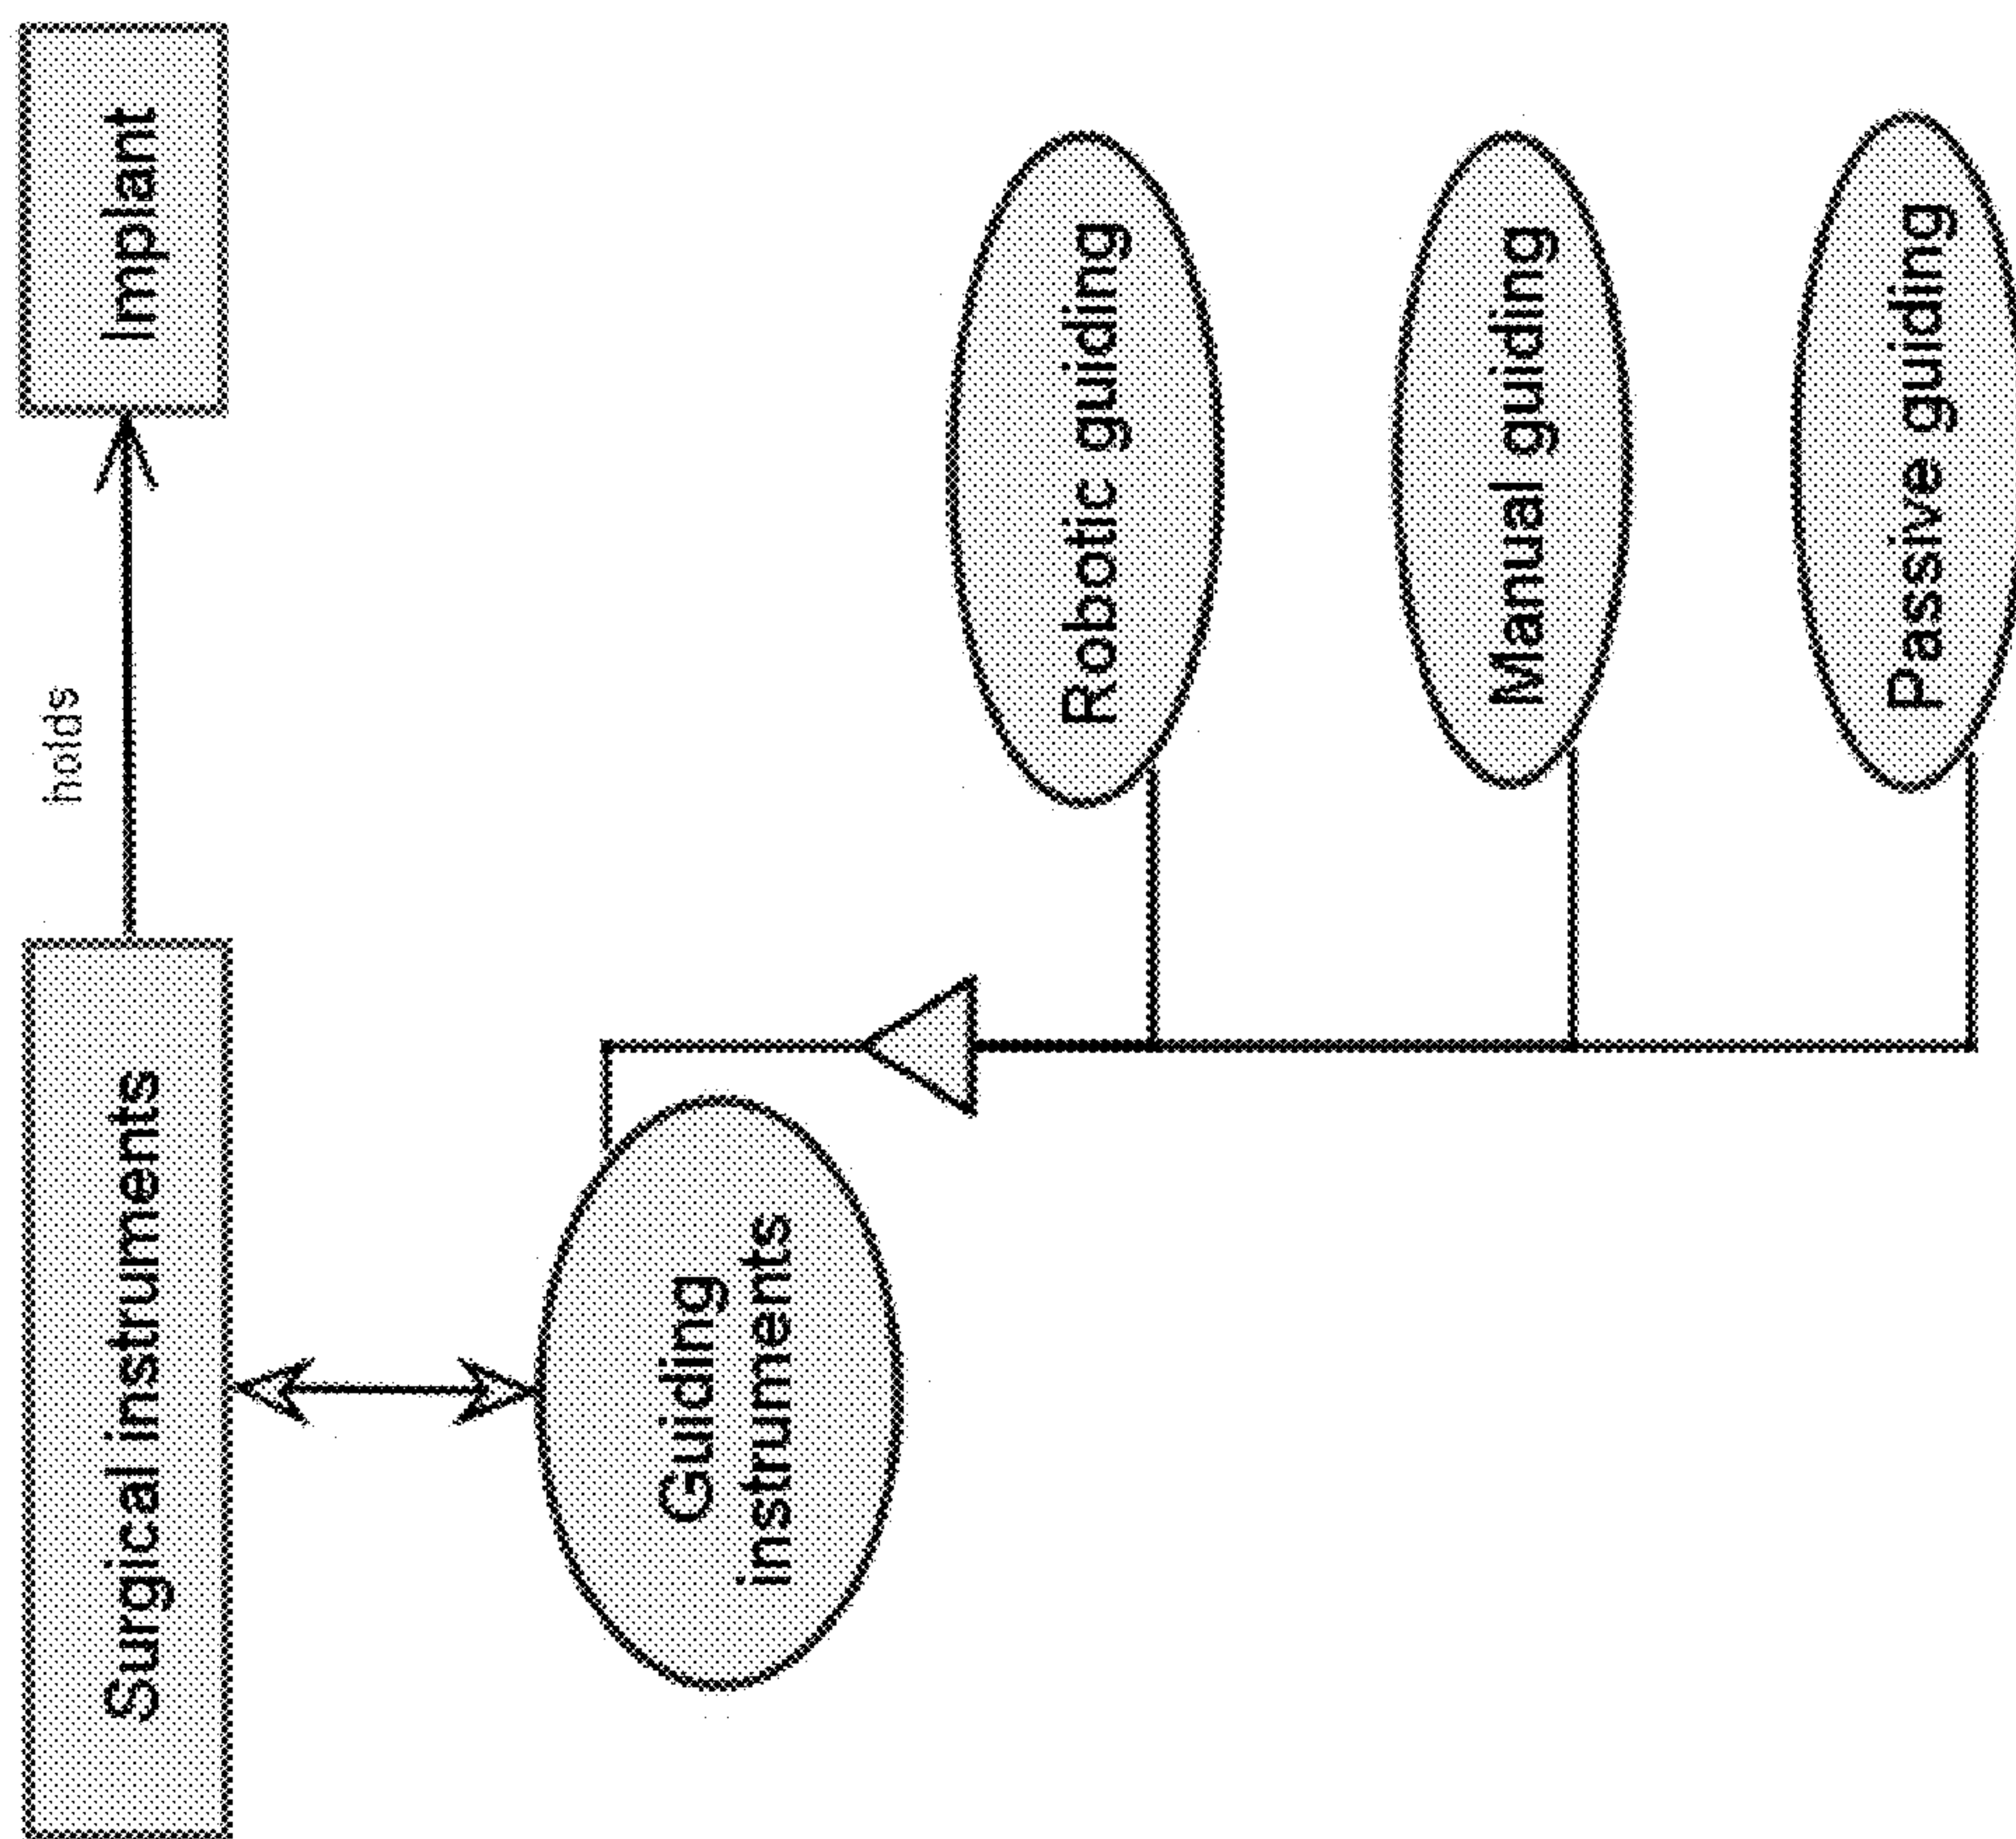 Surgical instruments
holds
Implant
Guiding
instruments
Robotic guiding
Manual guiding
Passive guiding